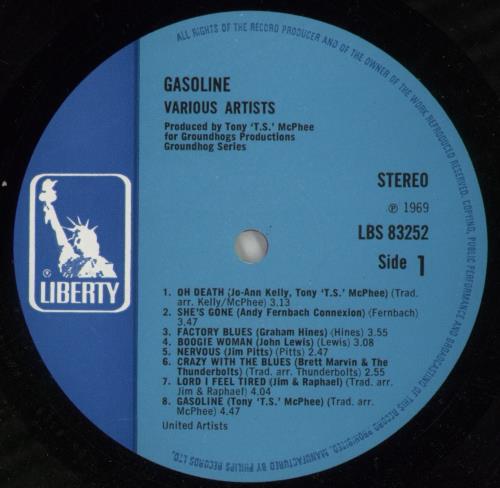 ALL RIGHTS OF THE RECORD PRODUCER AND OF THE OWNER OF THE WORK REPRODUCED RESERVED. COPYING, PUBLIC PERFORMANCE AND BROADCASTING OF THIS RECORD PROHIBITED. MANUFACTURED BY PHILIPS RECORDS LTD.
GASOLINE
VARIOUS ARTISTS
Produced by Tony 'T.S.' McPhee
for Groundhogs Productions
Groundhog Series
STEREO
℗ 1969
LBS 83252
Side 1
® LIBERTY
1. OH DEATH (Jo-Ann Kelly, Tony 'T.S.' McPhee) (Trad.
arr. Kelly/McPhee) 3.13
2. SHE'S GONE (Andy Fernbach Connexion) (Fernbach)
3.47
3. FACTORY BLUES (Graham Hines) (Hines) 3.55
4. BOOGIE WOMAN (John Lewis) (Lewis) 3.08
5. NERVOUS (Jim Pitts) (Pitts) 2.47
6. CRAZY WITH THE BLUES (Brett Marvin & The
Thunderbolts) (Trad. arr. Thunderbolts) 2.55
7. LORD I FEEL TIRED (Jim & Raphael) (Trad. arr.
Jim & Raphael) 4.04
8. GASOLINE (Tony 'T.S.' McPhee) (Trad. arr.
McPhee) 4.47
United Artists